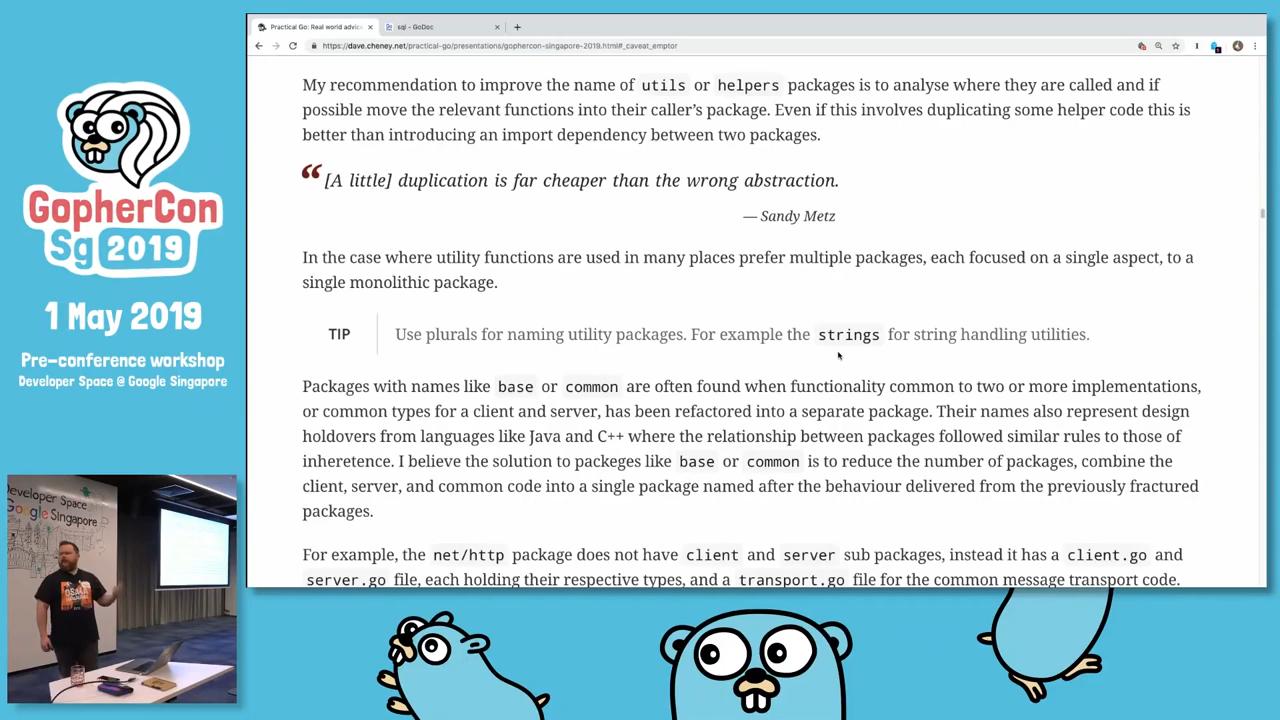 Practical Go: Real world advic
sql - GoDoc
https://dave.cheney.net/practical-go/presentations/gophercon-singapore-2019.html#_caveat_emptor
My recommendation to improve the name of utils or helpers packages is to analyse where they are called and if
possible move the relevant functions into their caller's package. Even if this involves duplicating some helper code this is
better than introducing an import dependency between two packages.
“ [A little] duplication is far cheaper than the wrong abstraction.
— Sandy Metz
In the case where utility functions are used in many places prefer multiple packages, each focused on a single aspect, to a
single monolithic package.
TIP
Use plurals for naming utility packages. For example the strings for string handling utilities.
Packages with names like base or common are often found when functionality common to two or more implementations,
or common types for a client and server, has been refactored into a separate package. Their names also represent design
holdovers from languages like Java and C++ where the relationship between packages followed similar rules to those of
inheretence. I believe the solution to packeges like base or common is to reduce the number of packages, combine the
client, server, and common code into a single package named after the behaviour delivered from the previously fractured
packages.
For example, the net/http package does not have client and server sub packages, instead it has a client.go and
server.go file, each holding their respective types, and a transport.go file for the common message transport code.
GopherCon
Sg 2019
1 May 2019
Pre-conference workshop
Developer Space @ Google Singapore
Developer Space
Google Singapore